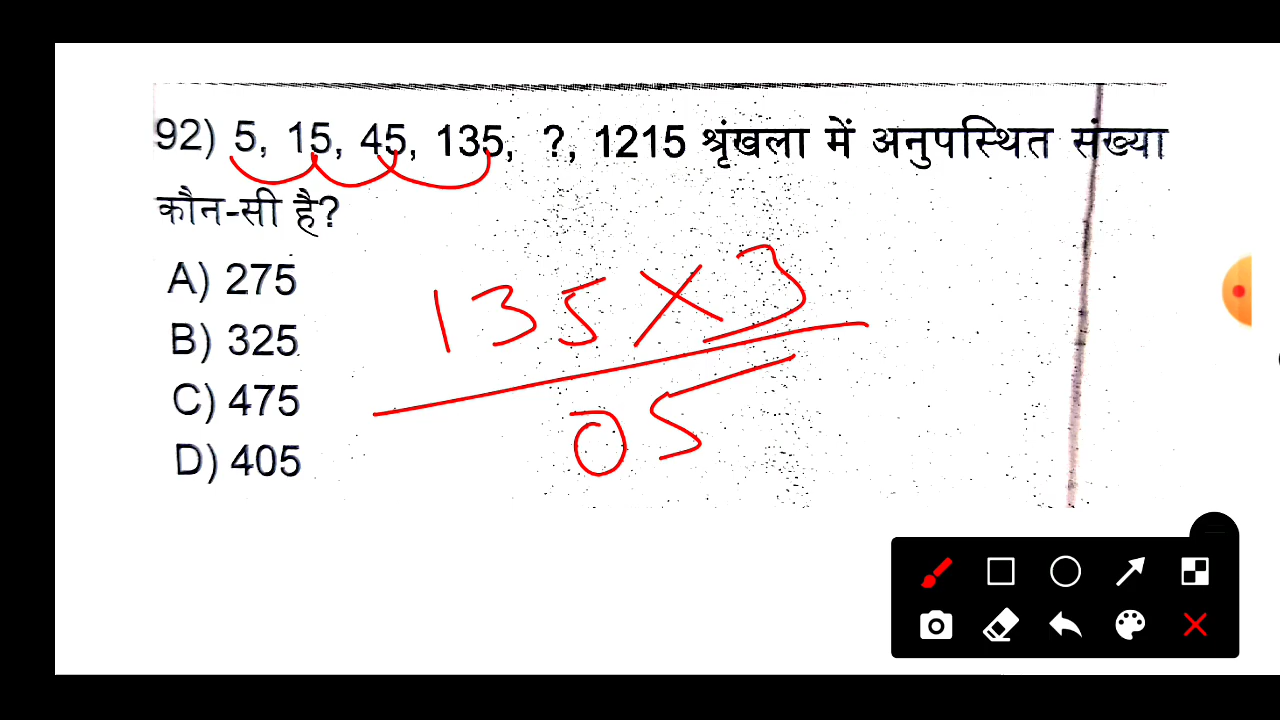 92) 5, 15, 45, 135, ?, 1215 श्रृंखला में अनुपस्थित संख्या
कौन-सी है?
A) 275
B) 325
C) 475
D) 405
135×3
05